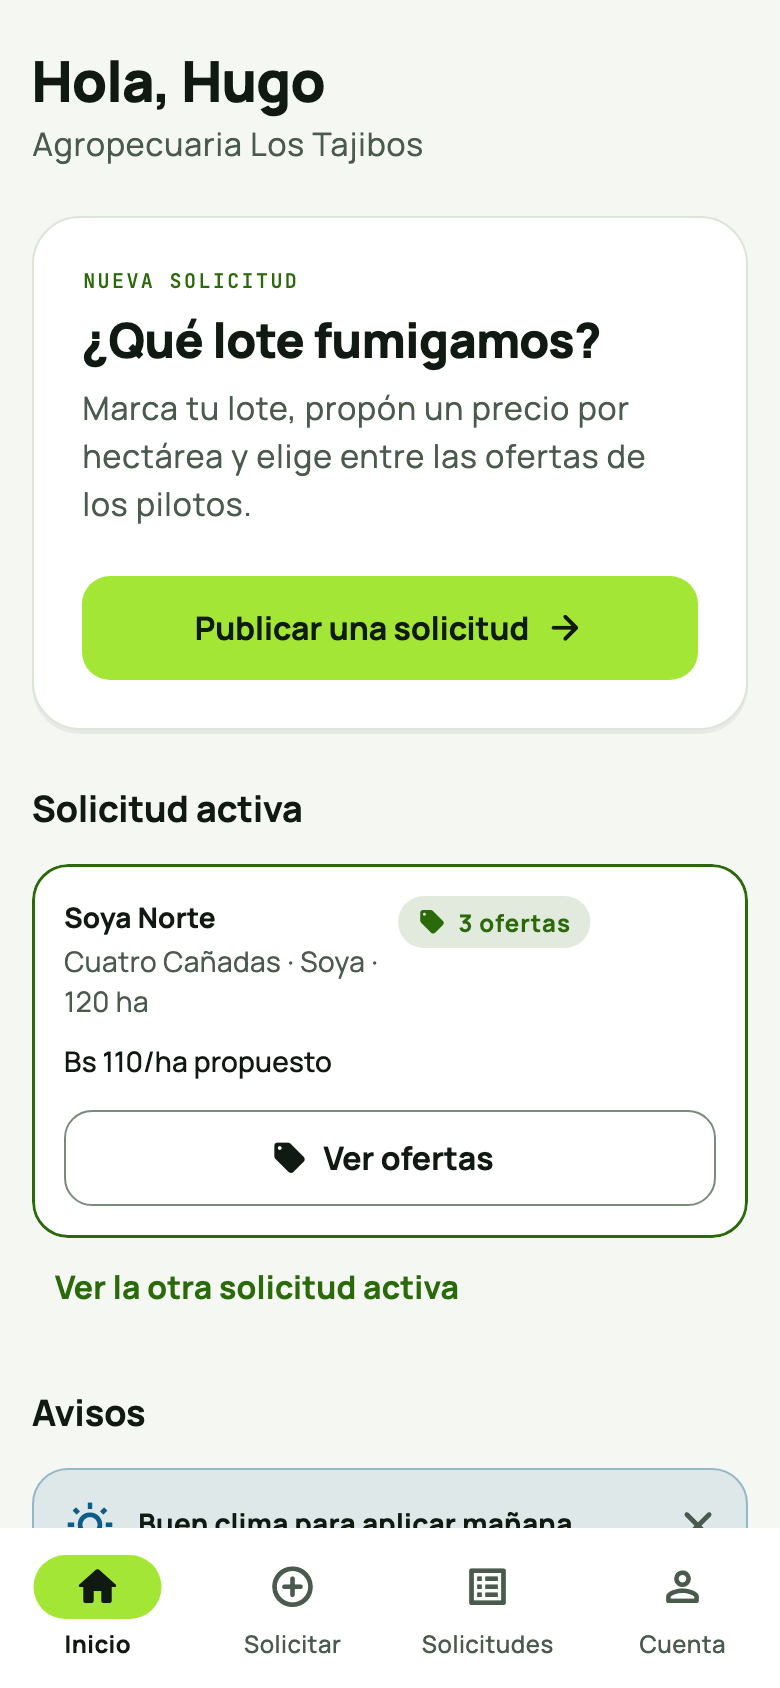 Hola, Hugo
Agropecuaria Los Tajibos
NUEVA SOLICITUD
¿Qué lote fumigamos?
Marca tu lote, propón un precio por
hectárea y elige entre las ofertas de
los pilotos.
Publicar una solicitud
Solicitud activa
Soya Norte
3 ofertas
Cuatro Cañadas · Soya ·
120 ha
Bs 110/ha propuesto
Ver ofertas
Ver la otra solicitud activa
Avisos
Buen clima para aplicar mañana
Inicio
Solicitar
Solicitudes
Cuenta